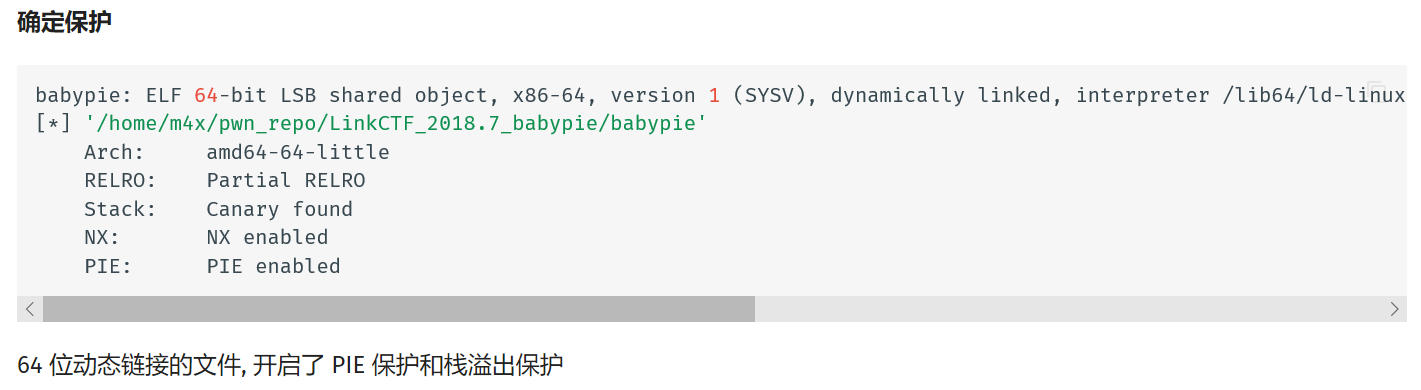 确定保护
babypie: ELF 64-bit LSB shared object, x86-64, version 1 (SYSV), dynamically linked, interpreter /lib64/ld-linux
[*] '/home/m4x/pwn_repo/LinkCTF_2018.7_babypie/babypie'
    Arch:     amd64-64-little
    RELRO:    Partial RELRO
    Stack:    Canary found
    NX:       NX enabled
    PIE:      PIE enabled
64 位动态链接的文件, 开启了 PIE 保护和栈溢出保护